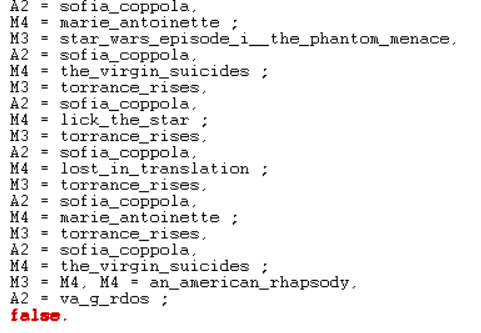 A2 = sofia_coppola,
M4 = marie_antoinette ;
M3 = star_wars_episode_i__the_phantom_menace,
A2 = sofia_coppola,
M4 = the_virgin_suicides ;
M3 = torrance_rises,
A2 = sofia_coppola,
M4 = lick_the_star ;
M3 = torrance_rises,
A2 = sofia_coppola,
M4 = lost_in_translation ;
M3 = torrance_rises,
A2 = sofia_coppola,
M4 = marie_antoinette ;
M3 = torrance_rises,
A2 = sofia_coppola,
M4 = the_virgin_suicides ;
M3 = M4, M4 = an_american_rhapsody,
A2 = va_g_rdos ;
false.